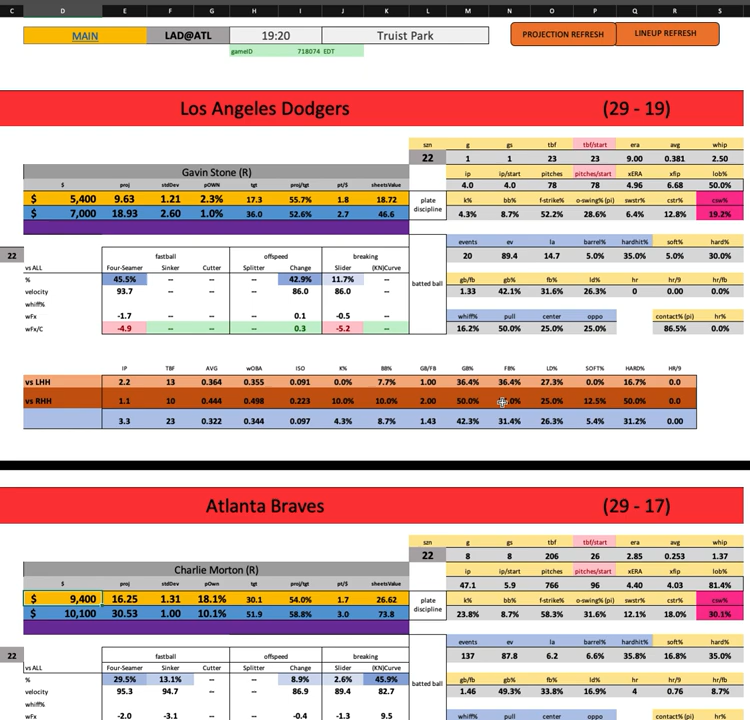 C D E F G H I J K L M N O P Q R S
MAIN LAD@ATL 19:20 Truist Park PROJECTION REFRESH LINEUP REFRESH
gameID 718074 EDT
Los Angeles Dodgers (29 - 19)
szn g gs tbf tbf/start era avg whip
22 1 1 23 23 9.00 0.381 2.50
Gavin Stone (R) ip ip/start pitches pitches/start xERA xfip lob%
$ proj stdDev pOWN tgt proj/tgt pt/$ sheetsValue 4.0 4.0 78 78 4.96 6.68 50.0%
$ 5,400 9.63 1.21 2.3% 17.3 55.7% 1.8 18.72 plate discipline k% bb% f-strike% o-swing% (pi) swstr% cstr% csw%
$ 7,000 18.93 2.60 1.0% 36.0 52.6% 2.7 46.6 4.3% 8.7% 52.2% 28.6% 6.4% 12.8% 19.2%
events ev la barrel% hardhit% soft% hard%
22 fastball offspeed breaking 20 89.4 14.7 5.0% 35.0% 5.0% 30.0%
vs ALL Four-Seamer Sinker Cutter Splitter Change Slider (KN)Curve
% 45.5% -- -- -- 42.9% 11.7% -- batted ball gb/fb gb% fb% ld% hr hr/9 hr/fb
velocity 93.7 -- -- -- 86.0 86.0 -- 1.33 42.1% 31.6% 26.3% 0 0.00 0.0%
whiff%
wFx -1.7 -- -- -- 0.1 -0.5 -- whiff% pull center oppo contact% (pi) hr%
wFx/C -4.9 -- -- -- 0.3 -5.2 -- 16.2% 50.0% 25.0% 25.0% 86.5% 0.0%
IP TBF AVG wOBA ISO K% BB% GB/FB GB% FB% LD% SOFT% HARD% HR/9
vs LHH 2.2 13 0.364 0.355 0.091 0.0% 7.7% 1.00 36.4% 36.4% 27.3% 0.0% 16.7% 0.0
vs RHH 1.1 10 0.444 0.498 0.223 10.0% 10.0% 2.00 50.0% 25.0% 12.5% 50.0% 0.0
3.3 23 0.322 0.344 0.097 4.3% 8.7% 1.43 42.3% 31.4% 26.3% 5.4% 31.2% 0.00
Atlanta Braves (29 - 17)
szn g gs tbf tbf/start era avg whip
22 8 8 206 26 2.85 0.253 1.37
Charlie Morton (R) ip ip/start pitches pitches/start xERA xfip lob%
$ proj stdDev pOwn tgt proj/tgt pt/$ sheetsValue 47.1 5.9 766 96 4.40 4.03 81.4%
$ 9,400 16.25 1.31 18.1% 30.1 54.0% 1.7 26.62 plate discipline k% bb% f-strike% o-swing% (pi) swstr% cstr% csw%
$ 10,100 30.53 1.00 10.1% 51.9 58.8% 3.0 73.8 23.8% 8.7% 58.3% 31.6% 12.1% 18.0% 30.1%
events ev la barrel% hardhit% soft% hard%
22 fastball offspeed breaking 137 87.8 6.2 6.6% 35.8% 16.8% 35.0%
vs ALL Four-Seamer Sinker Cutter Splitter Change Slider (KN)Curve
% 29.5% 13.1% -- -- 8.9% 2.6% 45.9% batted ball gb/fb gb% fb% ld% hr hr/9 hr/fb
velocity 95.3 94.7 -- -- 86.9 89.4 82.7 1.46 49.3% 33.8% 16.9% 4 0.76 8.7%
whiff%
wFx -2.0 -3.1 -- -- -0.4 -1.3 9.5 whiff% pull center oppo contact% (pi) hr%